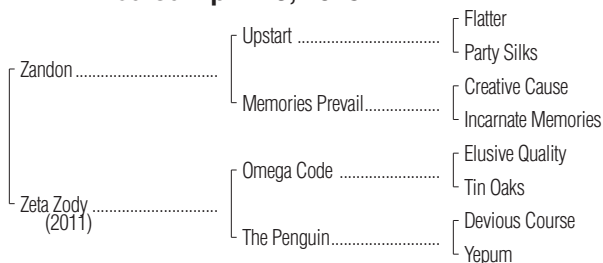 Flatter
Upstart
Party Silks
Zandon
Creative Cause
Memories Prevail
Incarnate Memories
Elusive Quality
Omega Code
Tin Oaks
Zeta Zody
(2011)
Devious Course
The Penguin
Yepum